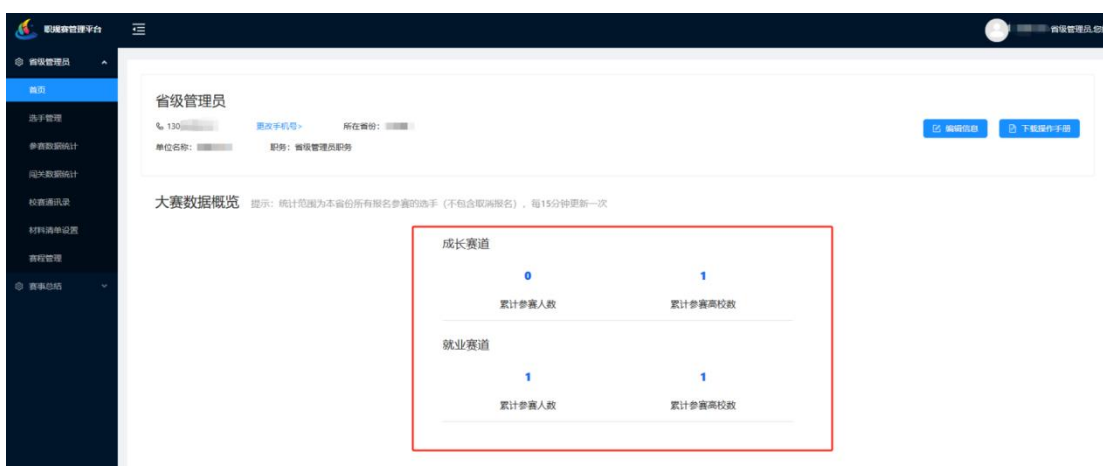 职规赛管理平台
省级管理员,您
省级管理员
首页
选手管理
参赛数据统计
闯关数据统计
校赛通讯录
材料清单设置
赛程管理
赛事总结
省级管理员
130
更改手机号>
所在省份:
编辑信息
下载操作手册
单位名称:
职务: 省级管理员职务
大赛数据概览 提示: 统计范围为本省份所有报名参赛的选手 (不包含取消报名) , 每15分钟更新一次
成长赛道
0 1
累计参赛人数 累计参赛高校数
就业赛道
1 1
累计参赛人数 累计参赛高校数